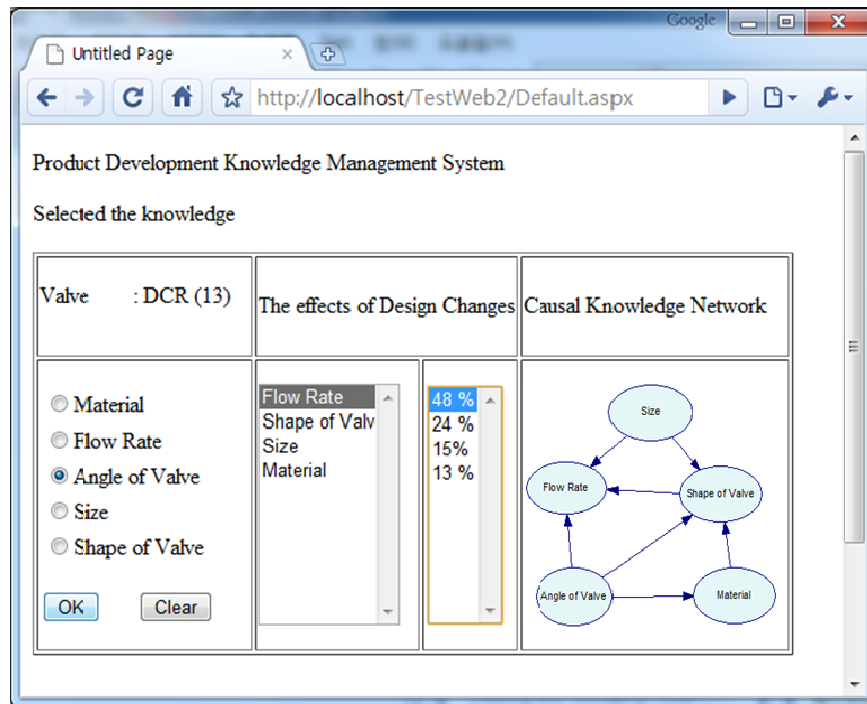 Google
Untitled Page
http://localhost/TestWeb2/Default.aspx
Product Development Knowledge Management System
Selected the knowledge
Valve : DCR (13)
The effects of Design Changes
Causal Knowledge Network
Material
Flow Rate
Angle of Valve
Size
Shape of Valve
OK Clear
Flow Rate
Shape of Valv
Size
Material
48 %
24 %
15%
13 %
Size
Flow Rate
Shape of Valve
Angle of Valve
Material